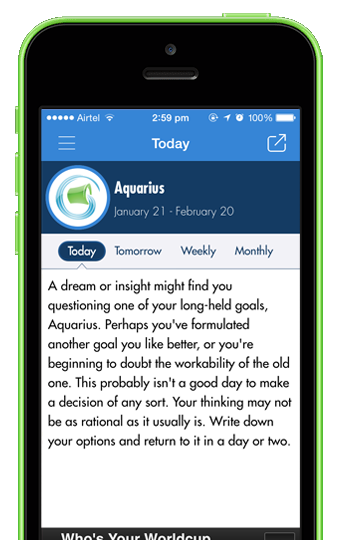 Airtel 2:59 pm 100%
Today
Aquarius
January 21 - February 20
Today Tomorrow Weekly Monthly
A dream or insight might find you
questioning one of your long-held goals,
Aquarius. Perhaps you've formulated
another goal you like better, or you're
beginning to doubt the workability of the old
one. This probably isn't a good day to make
a decision of any sort. Your thinking may not
be as rational as it usually is. Write down
your options and return to it in a day or two.
Who's Your Worldcup